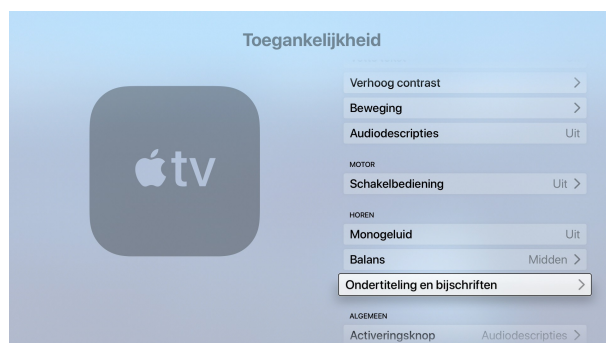 Toegankelijkheid
Verhoog contrast
Beweging
Audiodescripties Uit
MOTOR
Schakelbediening Uit
HOREN
Monogeluid Uit
Balans Midden
Ondertiteling en bijschriften
ALGEMEEN
Activeringsknop Audiodescripties
tv